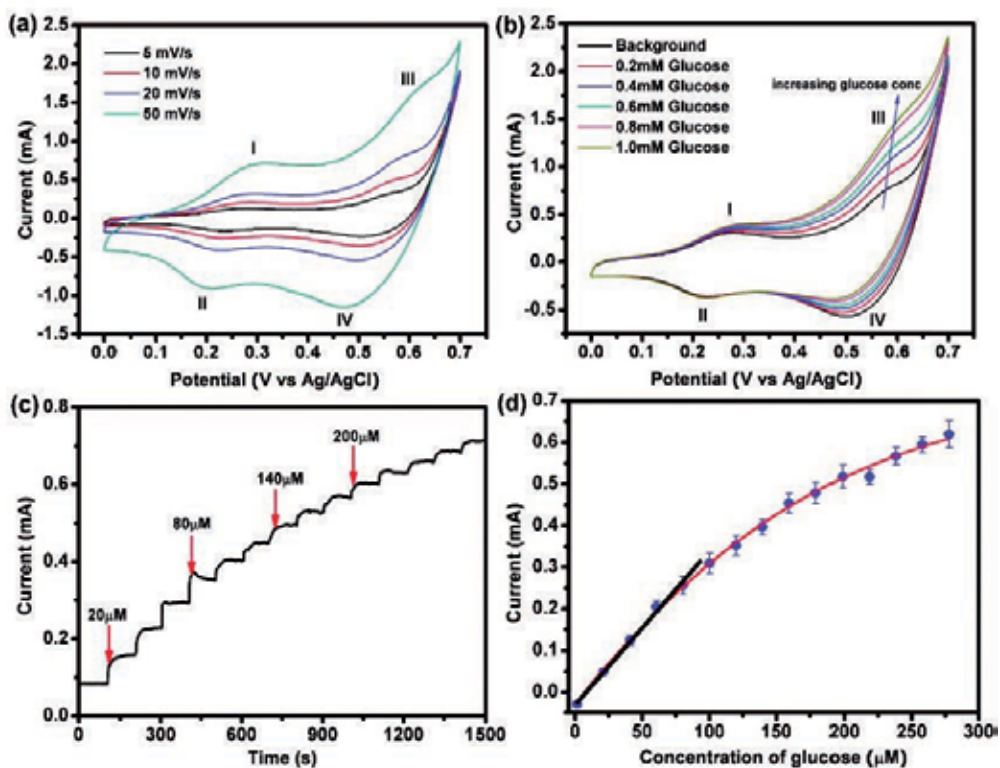 (a)
5 mV/s
10 mV/s
20 mV/s
50 mV/s
I
II
III
IV
2.5
2.0
1.5
1.0
0.5
0.0
-0.5
-1.0
-1.5
Current (mA)
0.0 0.1 0.2 0.3 0.4 0.5 0.6 0.7
Potential (V vs Ag/AgCl)
(b)
Background
0.2mM Glucose
0.4mM Glucose
0.6mM Glucose
0.8mM Glucose
1.0mM Glucose
increasing glucose conc
III
I
II
IV
2.5
2.0
1.5
1.0
0.5
0.0
-0.5
Current (mA)
0.0 0.1 0.2 0.3 0.4 0.5 0.6 0.7
Potential (V vs Ag/AgCl)
(c)
20μM
80μM
140μM
200μM
0.8
0.6
0.4
0.2
0.0
Current (mA)
0 300 600 900 1200 1500
Time (s)
(d)
0.7
0.6
0.5
0.4
0.3
0.2
0.1
0.0
Current (mA)
0 50 100 150 200 250 300
Concentration of glucose (μM)